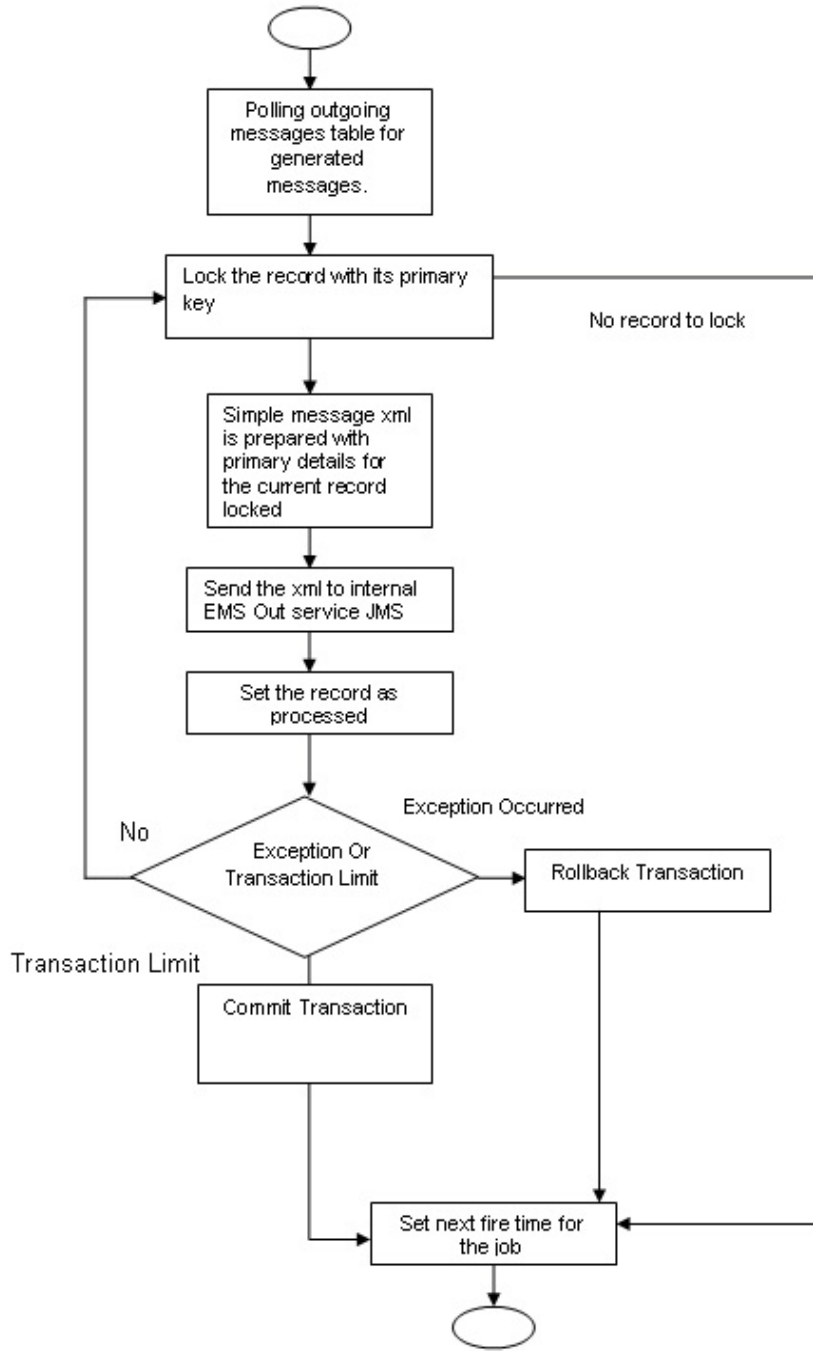 Polling outgoing
messages table for
generated
messages.
Lock the record with its primary
key
No record to lock
Simple message xml
is prepared with
primary details for
the current record
locked
Send the xml to internal
EMS Out service JMS
Set the record as
processed
Exception Occurred
No
Exception Or
Transaction Limit
Rollback Transaction
Transaction Limit
Commit Transaction
Set next fire time for
the job